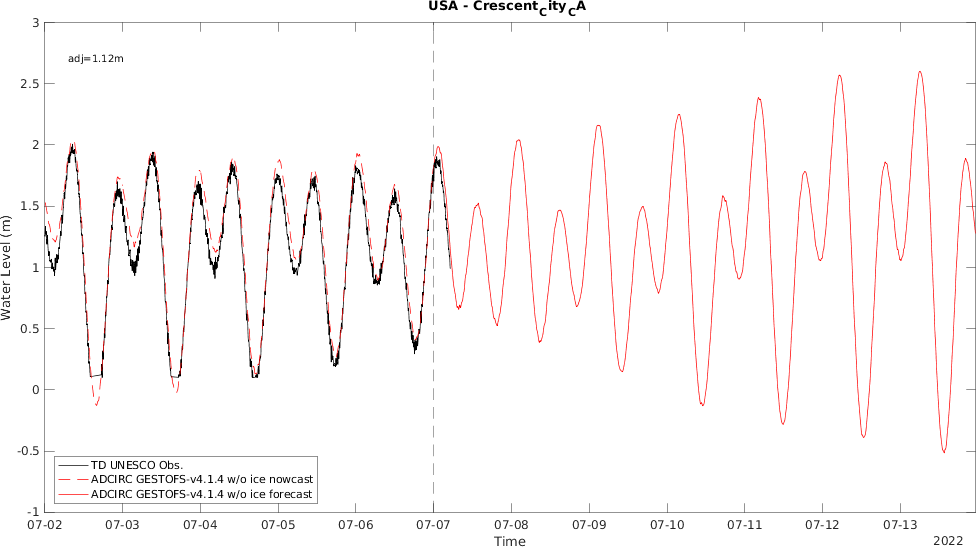 USA - Crescent_City_CA
3
adj=1.12m
2.5
2
1.5
1
0.5
0
-0.5
-1
Water Level (m)
TD UNESCO Obs.
ADCIRC GESTOFS-v4.1.4 w/o ice nowcast
ADCIRC GESTOFS-v4.1.4 w/o ice forecast
07-02 07-03 07-04 07-05 07-06 07-07 07-08 07-09 07-10 07-11 07-12 07-13
Time
2022